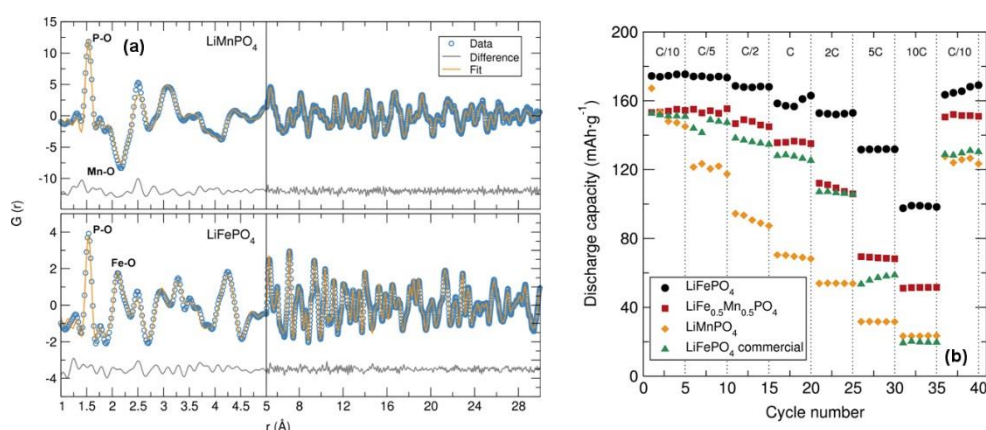 (a)
P-O
LiMnPO4
Data
Difference
Fit
Mn-O
10
5
0
-5
-10
G (r)
P-O
LiFePO4
Fe-O
4
2
0
-2
-4
1 1.5 2 2.5 3 3.5 4 4.5 5 8 12 16 20 24 28
r (Å)
200
160
120
80
40
0
Discharge capacity (mAh·g-1)
C/10 C/5 C/2 C 2C 5C 10C C/10
LiFePO4
LiFe0.5Mn0.5PO4
LiMnPO4
LiFePO4 commercial
(b)
0 5 10 15 20 25 30 35 40
Cycle number